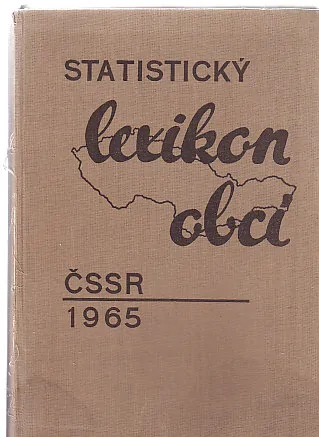 STATISTICKÝ
lexikon
obcí
ČSSR
1965